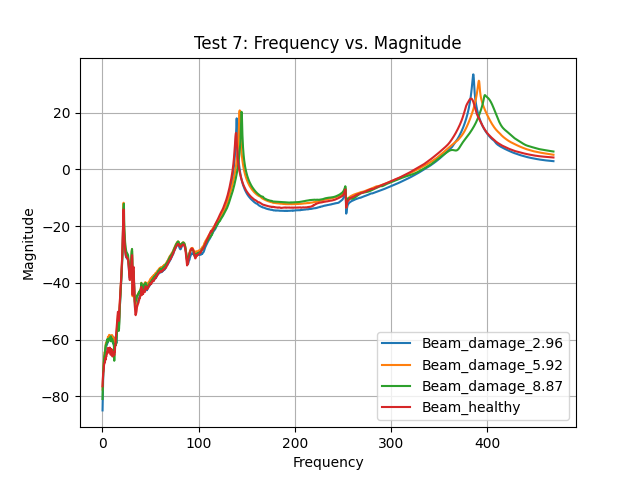 Test 7: Frequency vs. Magnitude
Magnitude
20
0
−20
−40
−60
−80
0
100
200
300
400
Frequency
Beam_damage_2.96
Beam_damage_5.92
Beam_damage_8.87
Beam_healthy